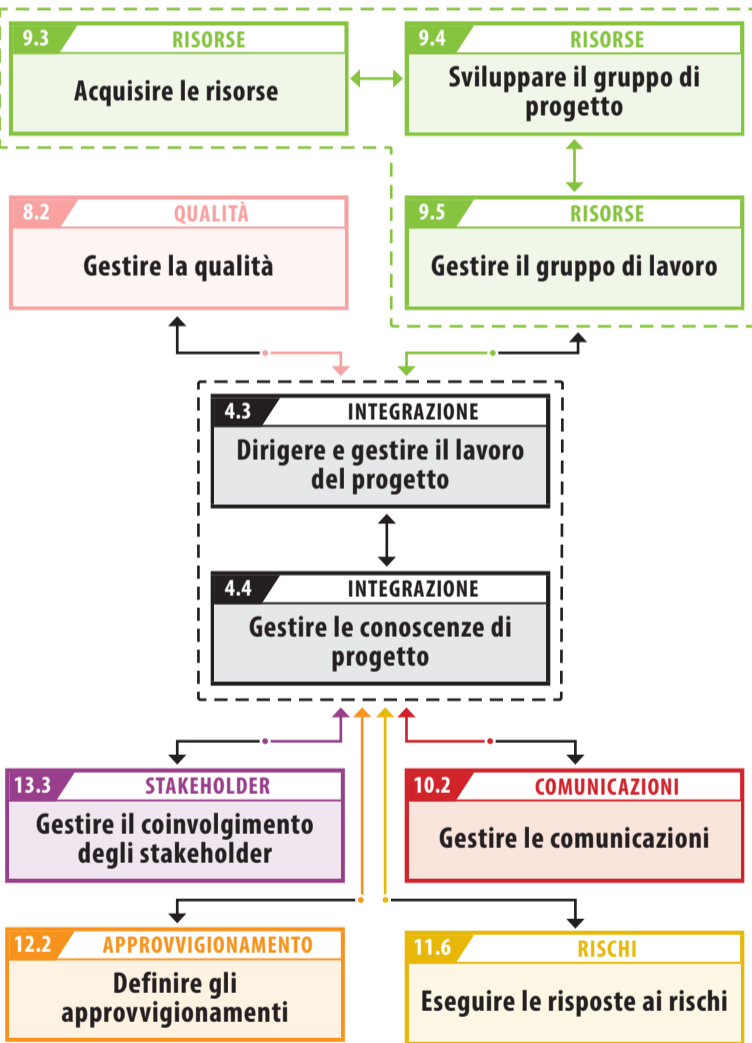 9.3 RISORSE
Acquisire le risorse
9.4 RISORSE
Sviluppare il gruppo di
progetto
8.2 QUALITÀ
Gestire la qualità
9.5 RISORSE
Gestire il gruppo di lavoro
4.3 INTEGRAZIONE
Dirigere e gestire il lavoro
del progetto
4.4 INTEGRAZIONE
Gestire le conoscenze di
progetto
13.3 STAKEHOLDER
Gestire il coinvolgimento
degli stakeholder
10.2 COMUNICAZIONI
Gestire le comunicazioni
12.2 APPROVVIGIONAMENTO
Definire gli
approvvigionamenti
11.6 RISCHI
Eseguire le risposte ai rischi